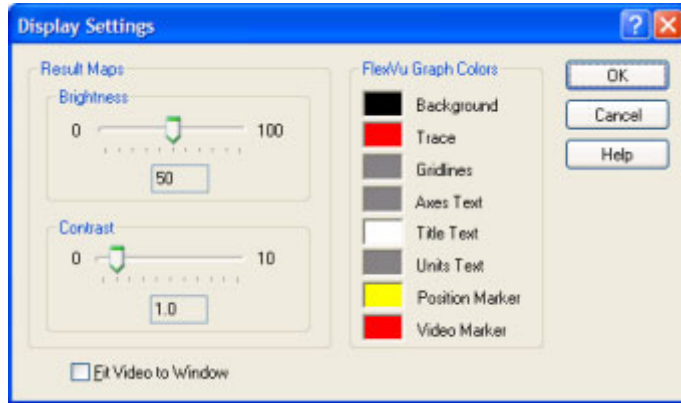 Display Settings
Result Maps
Brightness
0 100
50
Contrast
0 10
1.0
Fit Video to Window
FlexVu Graph Colors
Background
Trace
Gridlines
Axes Text
Title Text
Units Text
Position Marker
Video Marker
OK
Cancel
Help